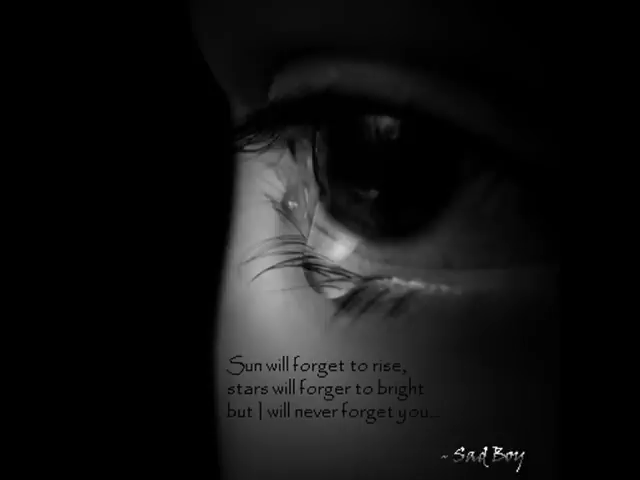 Sun will forget to rise,
stars will forger to bright
but I will never forget you...
~ Sad Boy